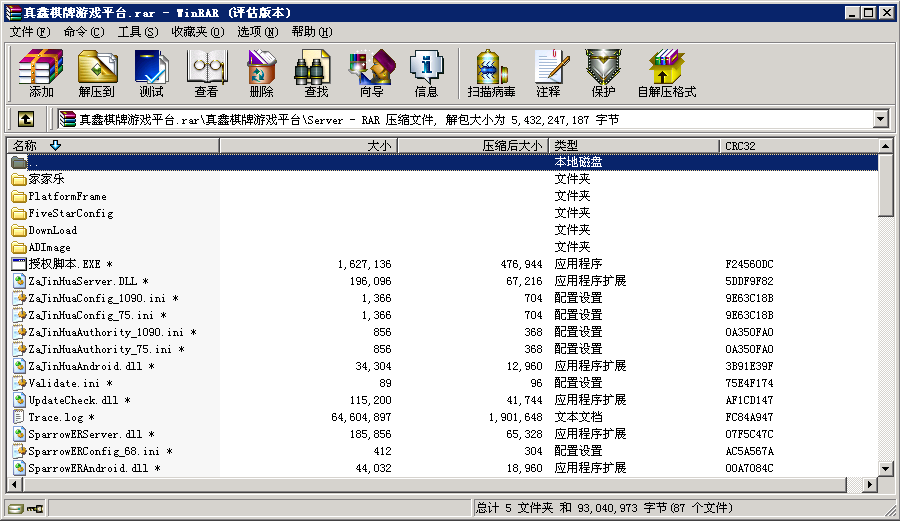 真鑫棋牌游戏平台.rar - WinRAR (评估版本)
文件(F) 命令(C) 工具(S) 收藏夹(O) 选项(N) 帮助(H)
添加 解压到 测试 查看 删除 查找 向导 信息 扫描病毒 注释 保护 自解压格式
真鑫棋牌游戏平台.rar\真鑫棋牌游戏平台\Server - RAR 压缩文件, 解包大小为 5,432,247,187 字节
名称 大小 压缩后大小 类型 CRC32
.. 本地磁盘
家家乐 文件夹
PlatformFrame 文件夹
FiveStarConfig 文件夹
DownLoad 文件夹
ADImage 文件夹
授权脚本.EXE * 1,627,136 476,944 应用程序 F24560DC
ZaJinHuaServer.DLL * 196,096 67,216 应用程序扩展 5DDF9F82
ZaJinHuaConfig_1090.ini * 1,366 704 配置设置 9E63C18B
ZaJinHuaConfig_75.ini * 1,366 704 配置设置 9E63C18B
ZaJinHuaAuthority_1090.ini * 856 368 配置设置 0A350FA0
ZaJinHuaAuthority_75.ini * 856 368 配置设置 0A350FA0
ZaJinHuaAndroid.dll * 34,304 12,960 应用程序扩展 3B91E39F
Validate.ini * 89 96 配置设置 75E4F174
UpdateCheck.dll * 115,200 41,744 应用程序扩展 AF1CD147
Trace.log * 64,604,897 1,901,648 文本文档 FC84A947
SparrowERServer.dll * 185,856 65,328 应用程序扩展 07F5C47C
SparrowERConfig_68.ini * 412 304 配置设置 AC5A567A
SparrowERAndroid.dll * 44,032 18,960 应用程序扩展 00A7084C
总计 5 文件夹 和 93,040,973 字节(87 个文件)